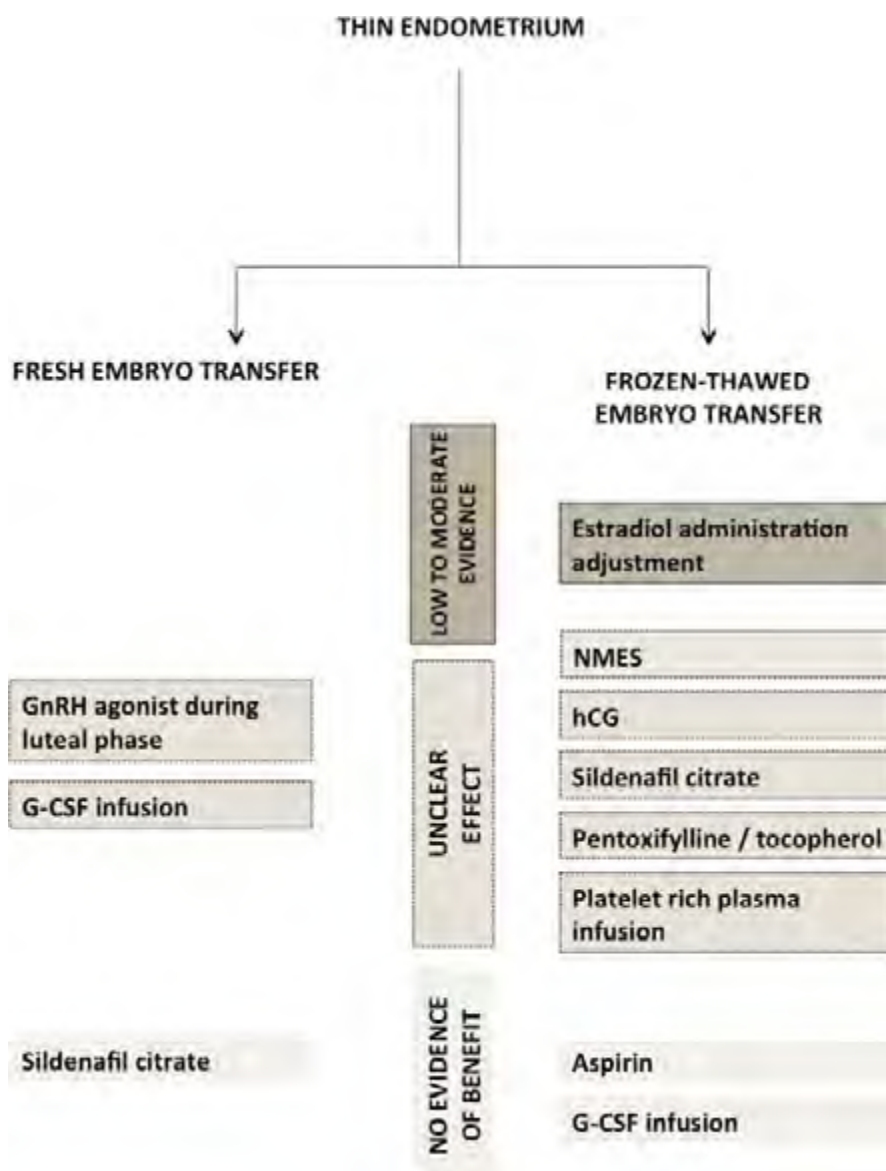 THIN ENDOMETRIUM
FRESH EMBRYO TRANSFER
FROZEN-THAWED
EMBRYO TRANSFER
LOW TO MODERATE
EVIDENCE
Estradiol administration
adjustment
UNCLEAR
EFFECT
GnRH agonist during
luteal phase
G-CSF infusion
NMES
hCG
Sildenafil citrate
Pentoxifylline / tocopherol
Platelet rich plasma
infusion
NO EVIDENCE
OF BENEFIT
Sildenafil citrate
Aspirin
G-CSF infusion